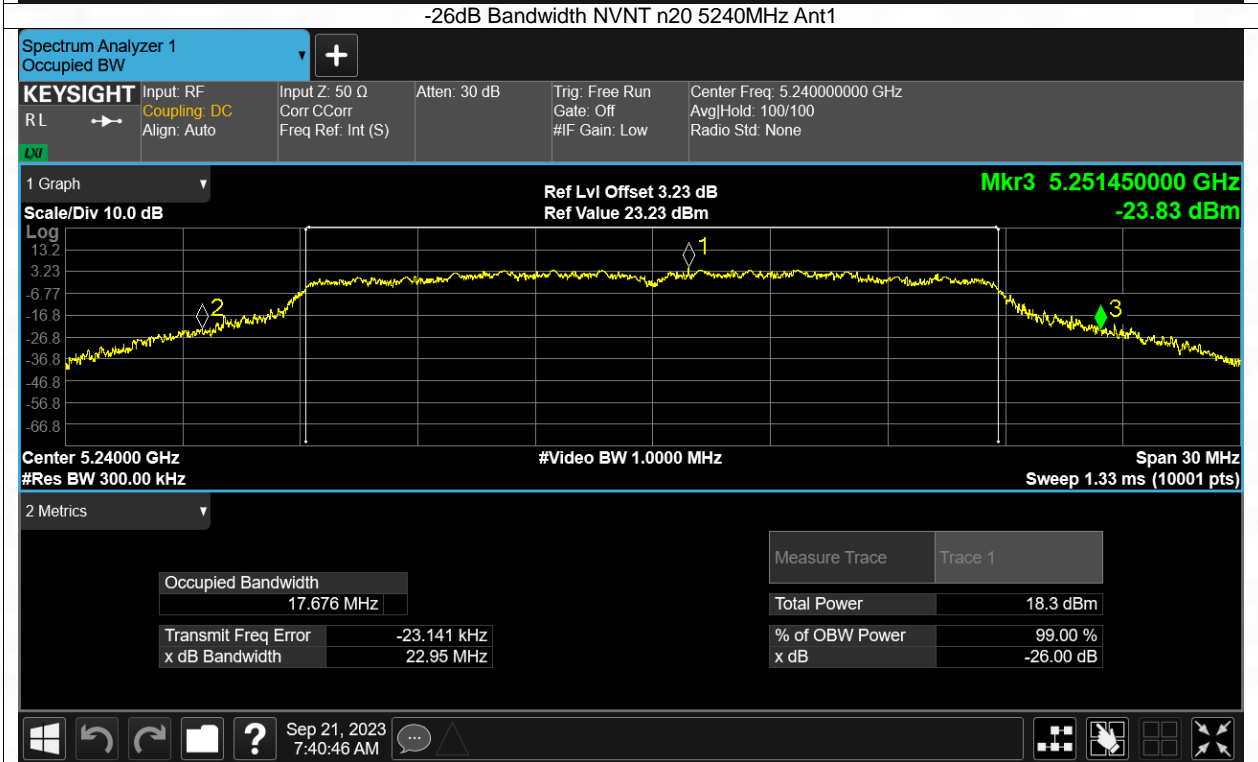 -26dB Bandwidth NVNT n20 5240MHz Ant1
Spectrum Analyzer 1
Occupied BW
▼
+
KEYSIGHT Input: RF Input Z: 50 Ω Atten: 30 dB Trig: Free Run Center Freq: 5.240000000 GHz
RL Coupling: DC Corr CCorr Gate: Off Avg|Hold: 100/100
Align: Auto Freq Ref: Int (S) #IF Gain: Low Radio Std: None
LXI
1 Graph ▼ Ref Lvl Offset 3.23 dB Mkr3 5.251450000 GHz
Scale/Div 10.0 dB Ref Value 23.23 dBm -23.83 dBm
Log
13.2
3.23
-6.77
-16.8
-26.8
-36.8
-46.8
-56.8
-66.8
1
2
3
Center 5.24000 GHz #Video BW 1.0000 MHz Span 30 MHz
#Res BW 300.00 kHz Sweep 1.33 ms (10001 pts)
2 Metrics ▼
Measure Trace Trace 1
Occupied Bandwidth
17.676 MHz Total Power 18.3 dBm
Transmit Freq Error -23.141 kHz % of OBW Power 99.00 %
x dB Bandwidth 22.95 MHz x dB -26.00 dB
? Sep 21, 2023
7:40:46 AM